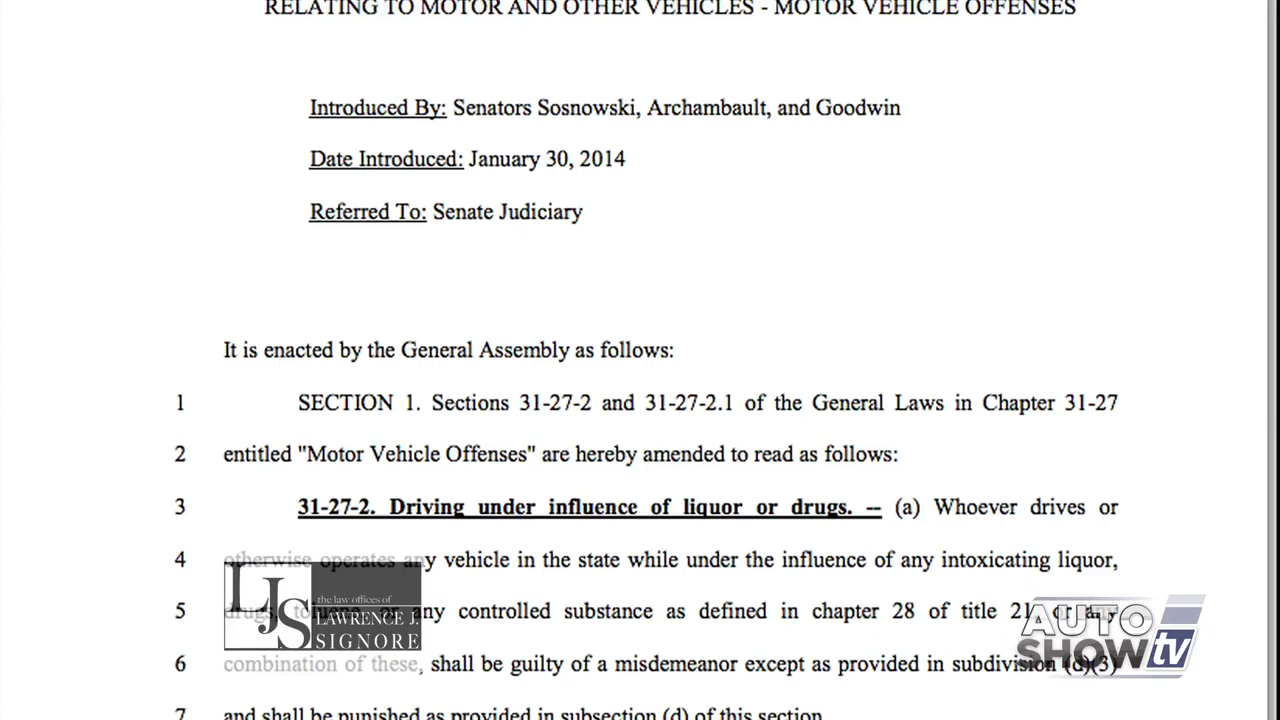 RELATING TO MOTOR AND OTHER VEHICLES - MOTOR VEHICLE OFFENSES
Introduced By: Senators Sosnowski, Archambault, and Goodwin
Date Introduced: January 30, 2014
Referred To: Senate Judiciary
It is enacted by the General Assembly as follows:
1 SECTION 1. Sections 31-27-2 and 31-27-2.1 of the General Laws in Chapter 31-27
2 entitled "Motor Vehicle Offenses" are hereby amended to read as follows:
3 31-27-2. Driving under influence of liquor or drugs. -- (a) Whoever drives or
4 otherwise operates any vehicle in the state while under the influence of any intoxicating liquor,
5 drugs, toluene, or any controlled substance as defined in chapter 28 of title 21, or any
6 combination of these, shall be guilty of a misdemeanor except as provided in subdivision (d)(3)
7 and shall be punished as provided in subsection (d) of this section.
LJS
the law offices of
LAWRENCE J.
SIGNORE
AUTO
SHOW tv